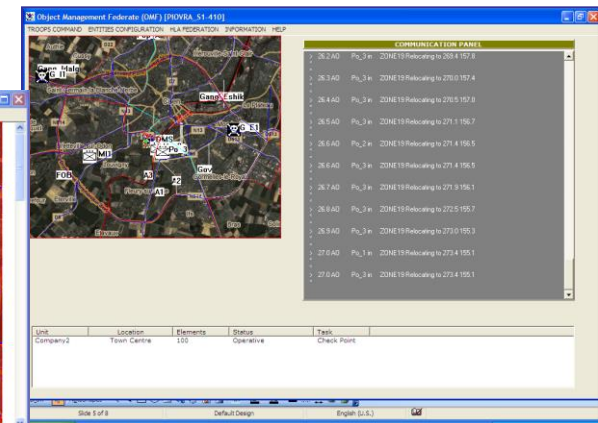 Object Management Federate (OMF) [PIOVRA_S1-410]
TROOPS COMMAND ENTITIES CONFIGURATION HLA FEDERATION INFORMATION HELP
COMMUNICATION PANEL
> 26.2 AO Po_3 in ZONE19 Relocating to 269.4 157.8
> 26.3 AO Po_3 in ZONE19 Relocating to 270.0 157.4
> 26.4 AO Po_3 in ZONE19 Relocating to 270.5 157.0
> 26.5 AO Po_3 in ZONE19 Relocating to 271.1 156.7
> 26.6 AO Po_2 in ZONE19 Relocating to 271.4 156.5
> 26.6 AO Po_3 in ZONE19 Relocating to 271.4 156.5
> 26.7 AO Po_3 in ZONE19 Relocating to 271.9 156.1
> 26.8 AO Po_3 in ZONE19 Relocating to 272.5 155.7
> 26.9 AO Po_3 in ZONE19 Relocating to 273.0 155.3
> 27.0 AO Po_1 in ZONE19 Relocating to 273.4 155.1
> 27.0 AO Po_3 in ZONE19 Relocating to 273.4 155.1
Gang_Malg
Gang_Eshik
DMS
Po_3
MI1
Gov
FOB
A3
A2
A1
Unit Location Elements Status Task
Company2 Town Centre 100 Operative Check Point
Slide 5 of 8 Default Design English (U.S.)